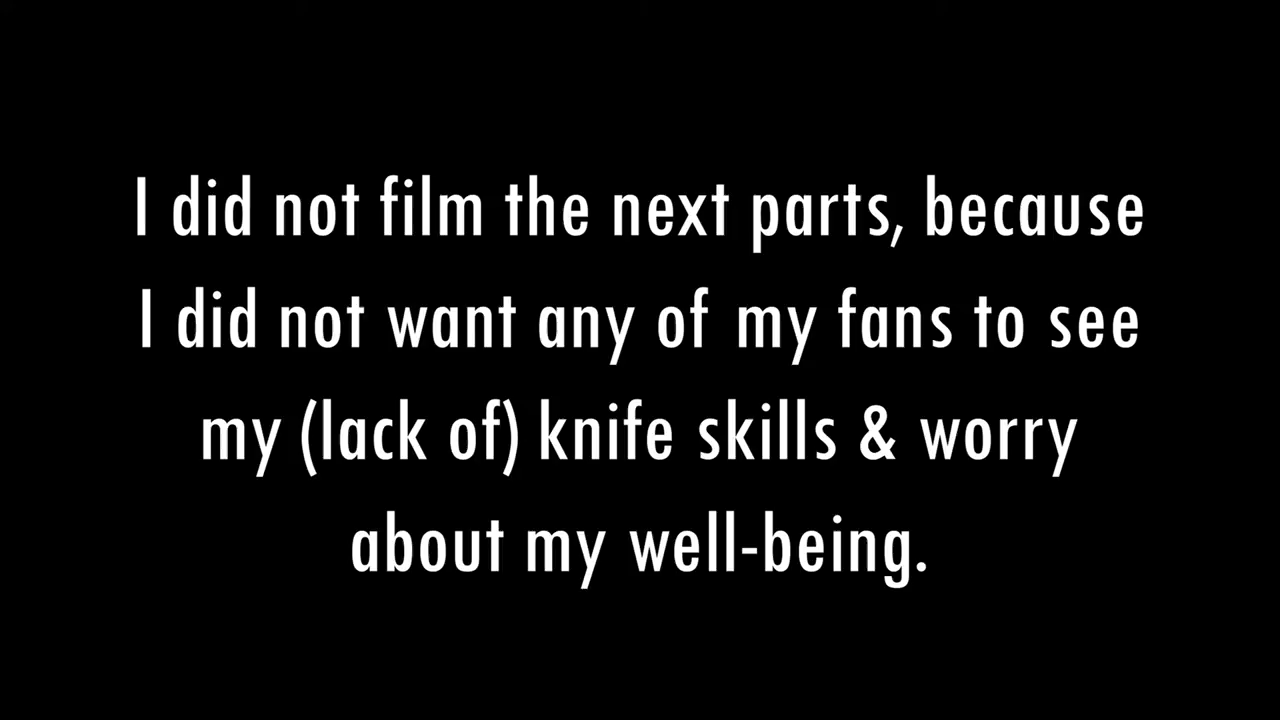 I did not film the next parts, because
I did not want any of my fans to see
my (lack of) knife skills & worry
about my well-being.